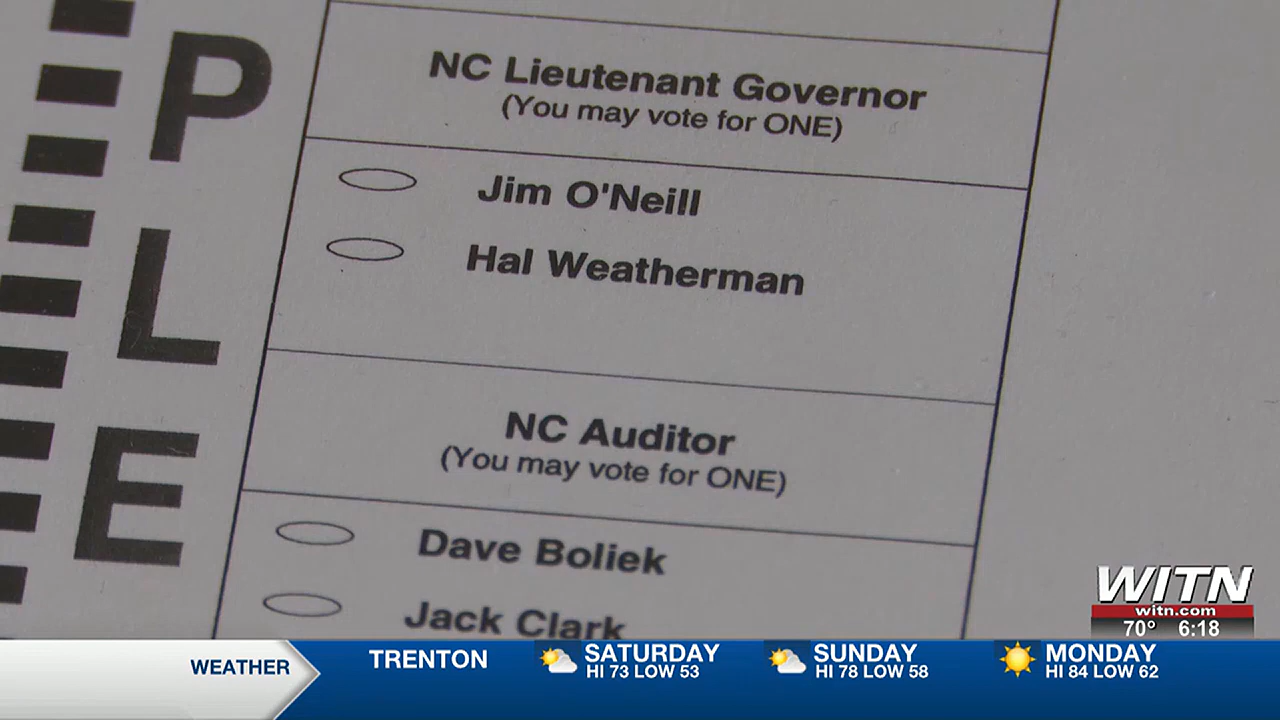 P
L
E
NC Lieutenant Governor
(You may vote for ONE)
Jim O'Neill
Hal Weatherman
NC Auditor
(You may vote for ONE)
Dave Boliek
Jack Clark
WITN
witn.com
70° 6:18
WEATHER
TRENTON
SATURDAY
HI 73 LOW 53
SUNDAY
HI 78 LOW 58
MONDAY
HI 84 LOW 62